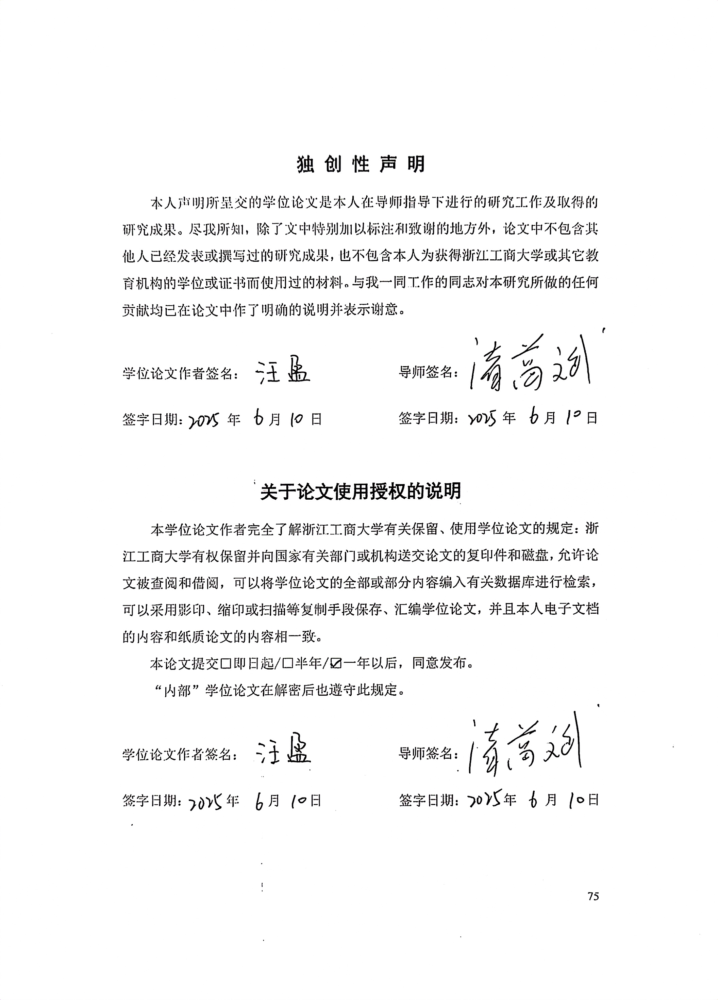 独创性声明
本人声明所呈交的学位论文是本人在导师指导下进行的研究工作及取得的
研究成果。尽我所知，除了文中特别加以标注和致谢的地方外，论文中不包含其
他人已经发表或撰写过的研究成果，也不包含本人为获得浙江工商大学或其它教
育机构的学位或证书而使用过的材料。与我一同工作的同志对本研究所做的任何
贡献均已在论文中作了明确的说明并表示谢意。
学位论文作者签名： 汪盈 导师签名：
签字日期：2025 年 6 月 10 日 签字日期：2025 年 6 月 10 日
关于论文使用授权的说明
本学位论文作者完全了解浙江工商大学有关保留、使用学位论文的规定：浙
江工商大学有权保留并向国家有关部门或机构送交论文的复印件和磁盘，允许论
文被查阅和借阅，可以将学位论文的全部或部分内容编入有关数据库进行检索，
可以采用影印、缩印或扫描等复制手段保存、汇编学位论文，并且本人电子文档
的内容和纸质论文的内容相一致。
本论文提交□即日起/□半年/☑一年以后，同意发布。
“内部”学位论文在解密后也遵守此规定。
学位论文作者签名： 汪盈 导师签名：
签字日期：2025 年 6 月 10 日 签字日期：2025 年 6 月 10 日
75